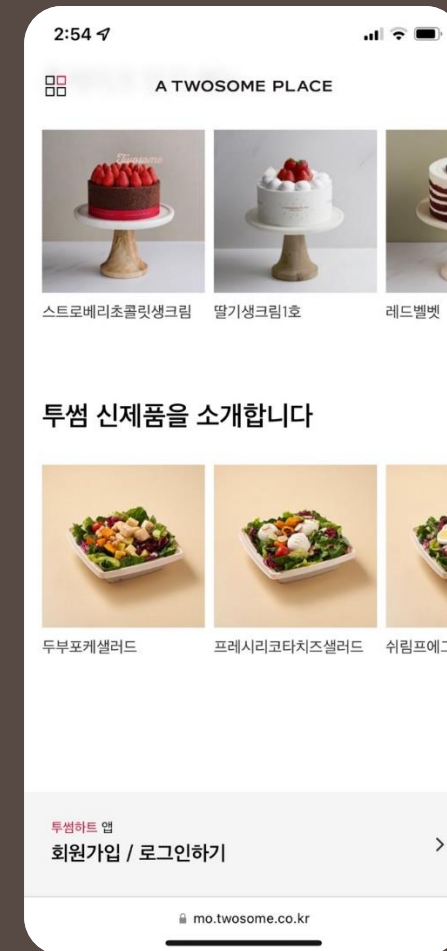 2:54
A TWOSOME PLACE
Twosome
스트로베리초콜릿생크림
딸기생크림1호
레드벨벳
투썸 신제품을 소개합니다
두부포케샐러드
프레시리코타치즈샐러드
쉬림프에그
투썸하트 앱
회원가입 / 로그인하기
mo.twosome.co.kr